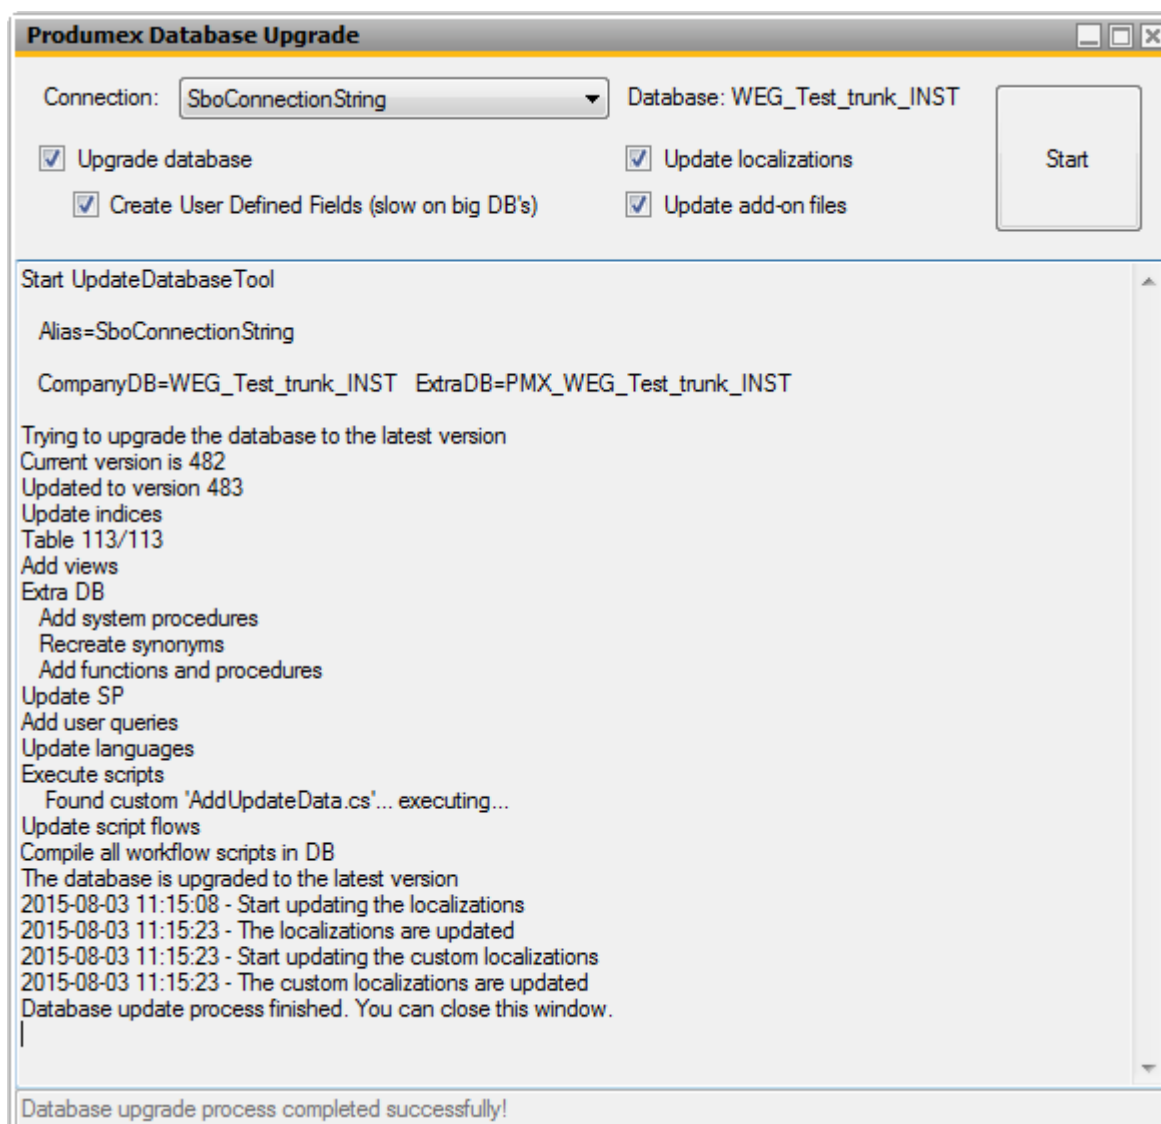 Produmex Database Upgrade
Connection: SboConnectionString Database: WEG_Test_trunk_INST
Upgrade database Update localizations Start
Create User Defined Fields (slow on big DB's) Update add-on files
Start UpdateDatabaseTool
Alias=SboConnectionString
CompanyDB=WEG_Test_trunk_INST ExtraDB=PMX_WEG_Test_trunk_INST
Trying to upgrade the database to the latest version
Current version is 482
Updated to version 483
Update indices
Table 113/113
Add views
Extra DB
Add system procedures
Recreate synonyms
Add functions and procedures
Update SP
Add user queries
Update languages
Execute scripts
Found custom 'AddUpdateData.cs'... executing...
Update script flows
Compile all workflow scripts in DB
The database is upgraded to the latest version
2015-08-03 11:15:08 - Start updating the localizations
2015-08-03 11:15:23 - The localizations are updated
2015-08-03 11:15:23 - Start updating the custom localizations
2015-08-03 11:15:23 - The custom localizations are updated
Database update process finished. You can close this window.
Database upgrade process completed successfully!